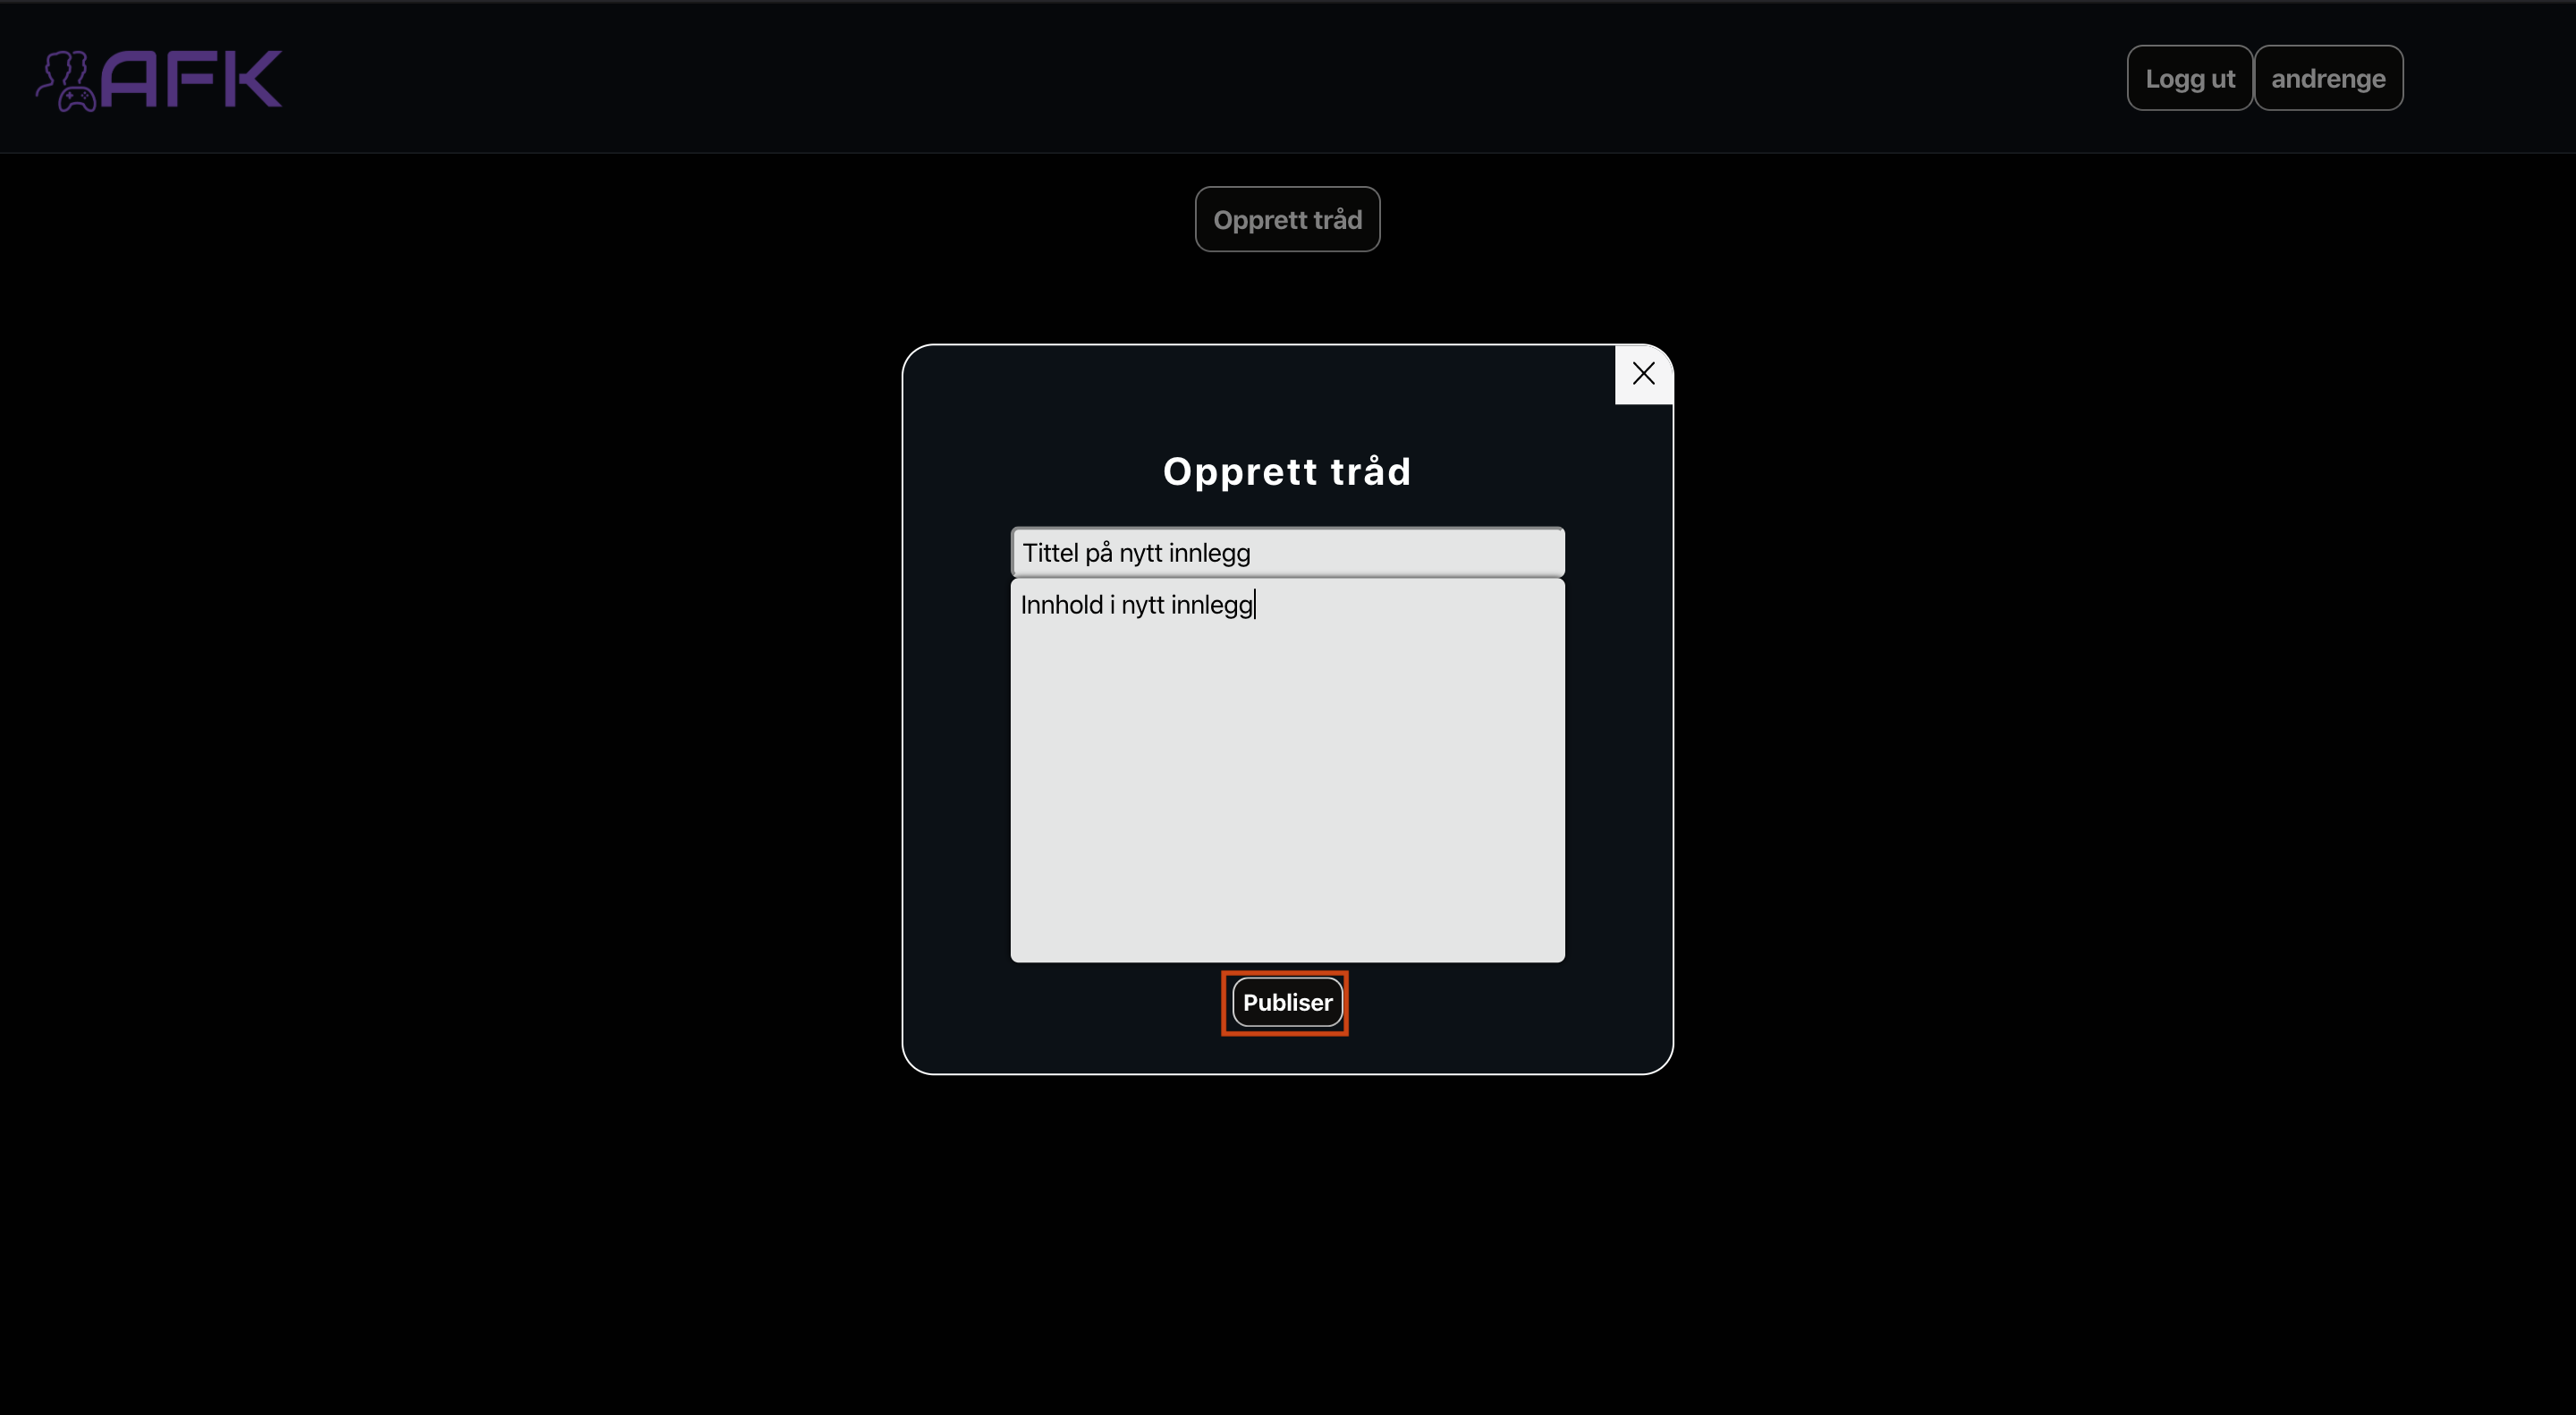 AFK
Logg ut
andrenge
Opprett tråd
Opprett tråd
Tittel på nytt innlegg
Innhold i nytt innlegg
Publiser